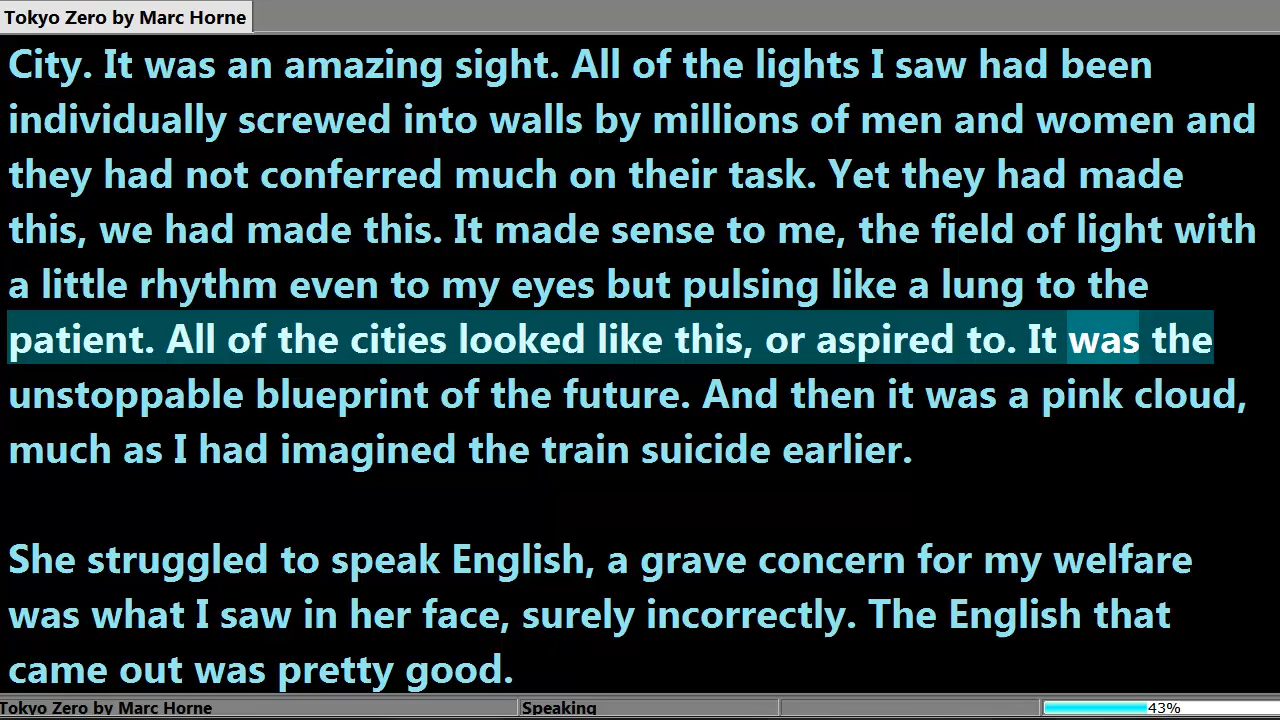 Tokyo Zero by Marc Horne
City. It was an amazing sight. All of the lights I saw had been
individually screwed into walls by millions of men and women and
they had not conferred much on their task. Yet they had made
this, we had made this. It made sense to me, the field of light with
a little rhythm even to my eyes but pulsing like a lung to the
patient. All of the cities looked like this, or aspired to. It was the
unstoppable blueprint of the future. And then it was a pink cloud,
much as I had imagined the train suicide earlier.
She struggled to speak English, a grave concern for my welfare
was what I saw in her face, surely incorrectly. The English that
came out was pretty good.
Tokyo Zero by Marc Horne Speaking 43%